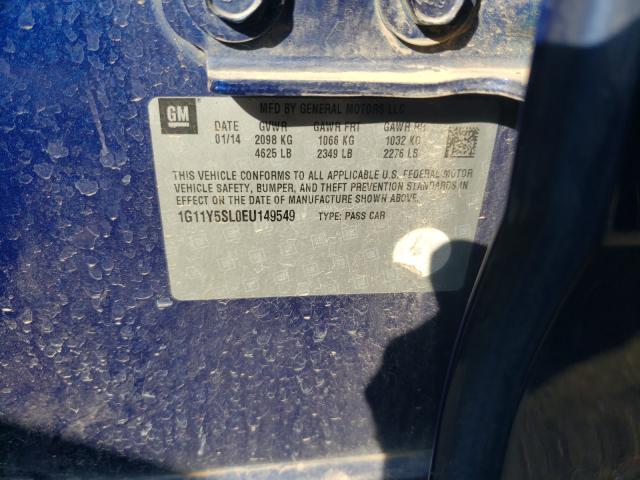 GM
MFD BY GENERAL MOTORS LLC
DATE GVWR GAWR FRT GAWR RR
01/14 2098 KG 1066 KG 1032 KG
4625 LB 2349 LB 2276 LB
THIS VEHICLE CONFORMS TO ALL APPLICABLE U.S. FEDERAL MOTOR
VEHICLE SAFETY, BUMPER, AND THEFT PREVENTION STANDARDS IN
EFFECT ON THE DATE OF MANUFACTURE SHOWN ABOVE.
1G11Y5SL0EU149549 TYPE: PASS CAR